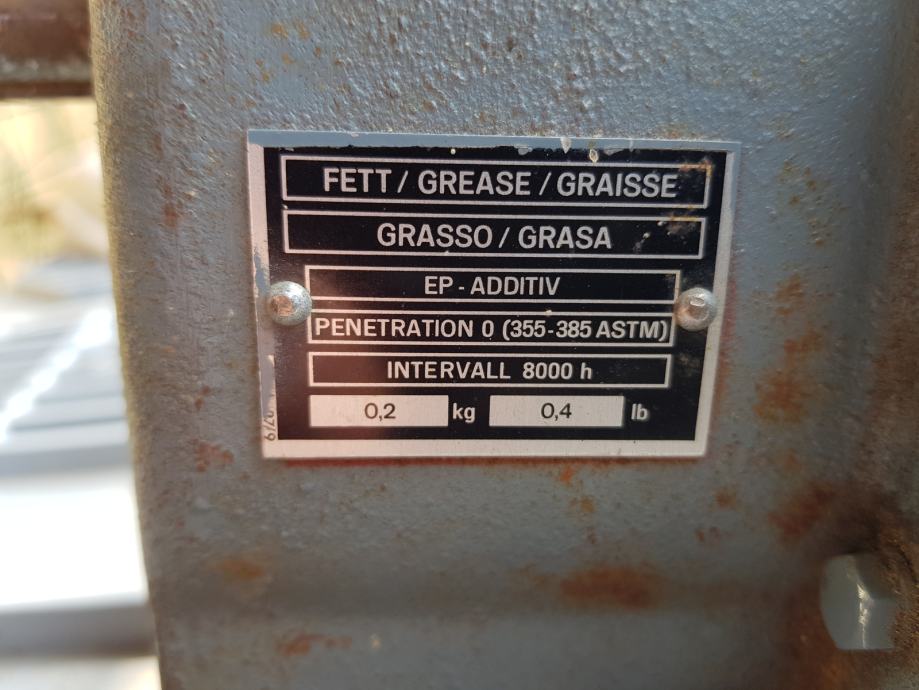 FETT / GREASE / GRAISSE
GRASSO / GRASA
EP - ADDITIV
PENETRATION 0 (355-385 ASTM)
INTERVALL 8000 h
0,2 kg 0,4 lb